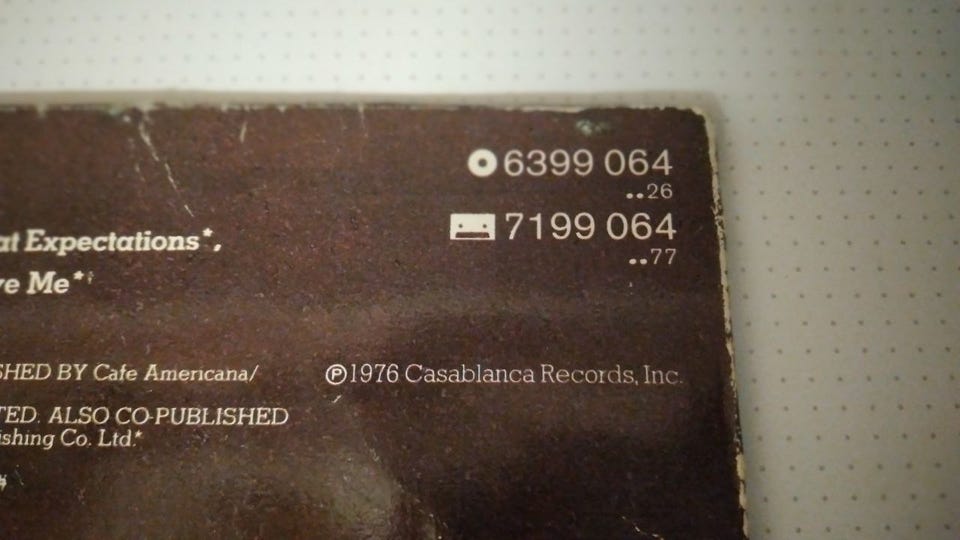 6399 064
..26
7199 064
..77
at Expectations*,
ve Me*†
SHED BY Cafe Americana/
℗1976 Casablanca Records, Inc.
TED. ALSO CO-PUBLISHED
ishing Co. Ltd.*